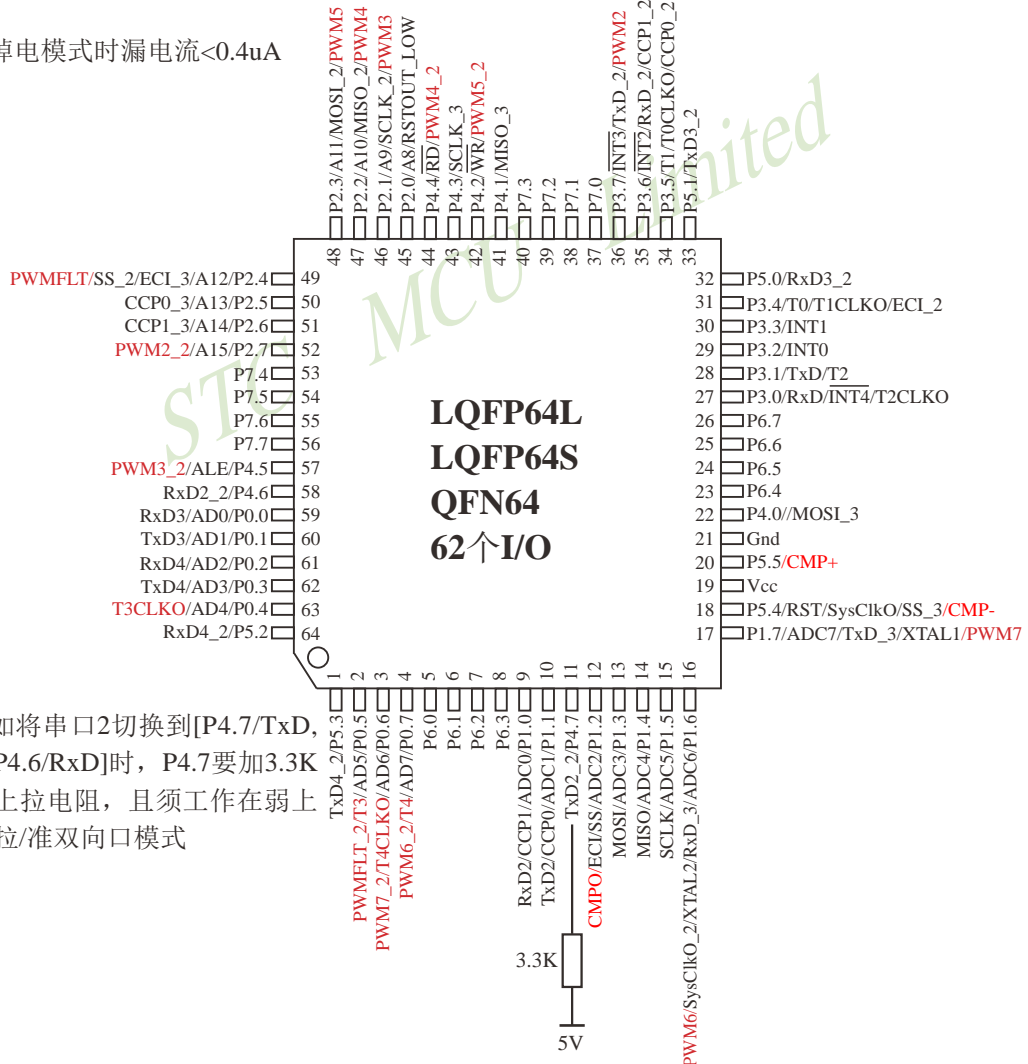 掉电模式时漏电流<0.4uA
P2.3/A11/MOSI_2/PWM5
P2.2/A10/MISO_2/PWM4
P2.1/A9/SCLK_2/PWM3
P2.0/A8/RSTOUT_LOW
P4.4/RD/PWM4_2
P4.3/SCLK_3
P4.2/WR/PWM5_2
P4.1/MISO_3
P7.3
P7.2
P7.1
P7.0
P3.7/INT3/TxD_2/PWM2
P3.6/INT2/RxD_2/CCP1_2
P3.5/T1/T0CLKO/CCP0_2
P5.1/TxD3_2
48 47 46 45 44 43 42 41 40 39 38 37 36 35 34 33
PWMFLT/SS_2/ECI_3/A12/P2.4 49
CCP0_3/A13/P2.5 50
CCP1_3/A14/P2.6 51
PWM2_2/A15/P2.7 52
P7.4 53
P7.5 54
P7.6 55
P7.7 56
PWM3_2/ALE/P4.5 57
RxD2_2/P4.6 58
RxD3/AD0/P0.0 59
TxD3/AD1/P0.1 60
RxD4/AD2/P0.2 61
TxD4/AD3/P0.3 62
T3CLKO/AD4/P0.4 63
RxD4_2/P5.2 64
STC MCU Limited
LQFP64L
LQFP64S
QFN64
62个I/O
32 P5.0/RxD3_2
31 P3.4/T0/T1CLKO/ECI_2
30 P3.3/INT1
29 P3.2/INT0
28 P3.1/TxD/T2
27 P3.0/RxD/INT4/T2CLKO
26 P6.7
25 P6.6
24 P6.5
23 P6.4
22 P4.0//MOSI_3
21 Gnd
20 P5.5/CMP+
19 Vcc
18 P5.4/RST/SysClkO/SS_3/CMP-
17 P1.7/ADC7/TxD_3/XTAL1/PWM7
1 2 3 4 5 6 7 8 9 10 11 12 13 14 15 16
TxD4_2/P5.3
PWMFLT_2/T3/AD5/P0.5
PWM7_2/T4CLKO/AD6/P0.6
PWM6_2/T4/AD7/P0.7
P6.0
P6.1
P6.2
P6.3
RxD2/CCP1/ADC0/P1.0
TxD2/CCP0/ADC1/P1.1
TxD2_2/P4.7
CMPO/ECI/SS/ADC2/P1.2
MOSI/ADC3/P1.3
MISO/ADC4/P1.4
SCLK/ADC5/P1.5
PWM6/SysClkO_2/XTAL2/RxD_3/ADC6/P1.6
如将串口2切换到[P4.7/TxD,
P4.6/RxD]时，P4.7要加3.3K
上拉电阻，且须工作在弱上
拉/准双向口模式
3.3K
5V